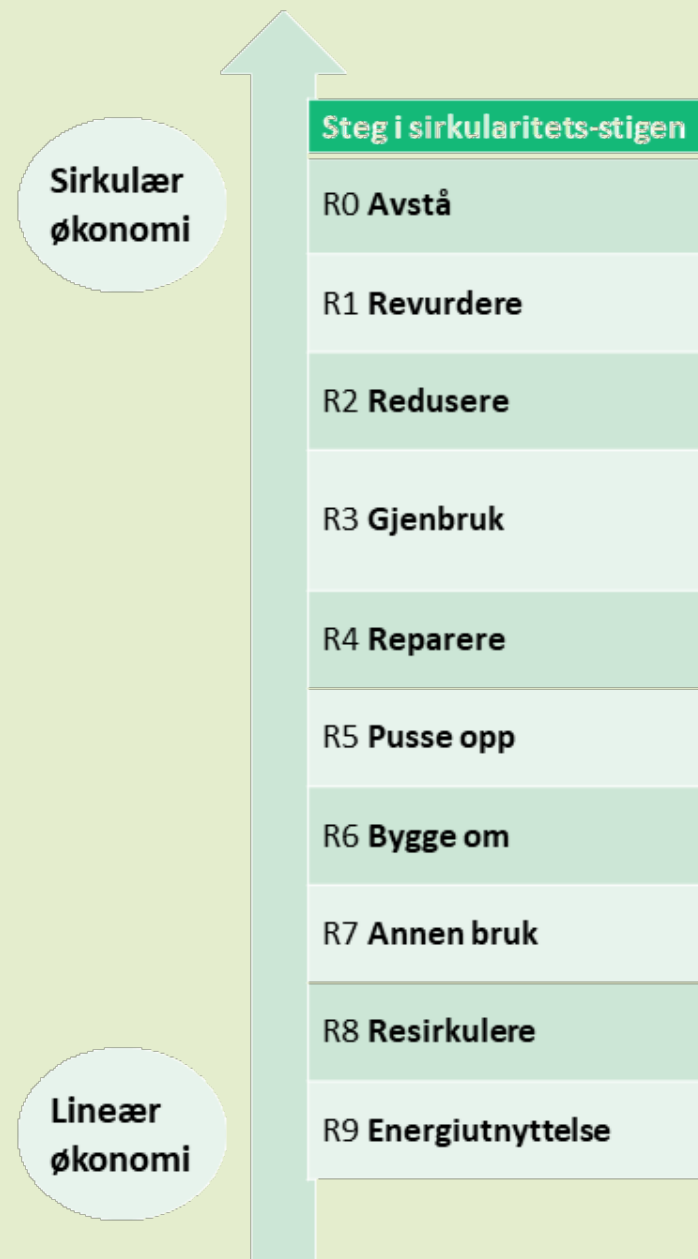 Steg i sirkularitets-stigen
Sirkulær
økonomi
R0 Avstå
R1 Revurdere
R2 Redusere
R3 Gjenbruk
R4 Reparere
R5 Pusse opp
R6 Bygge om
R7 Annen bruk
R8 Resirkulere
Lineær
økonomi
R9 Energiutnyttelse